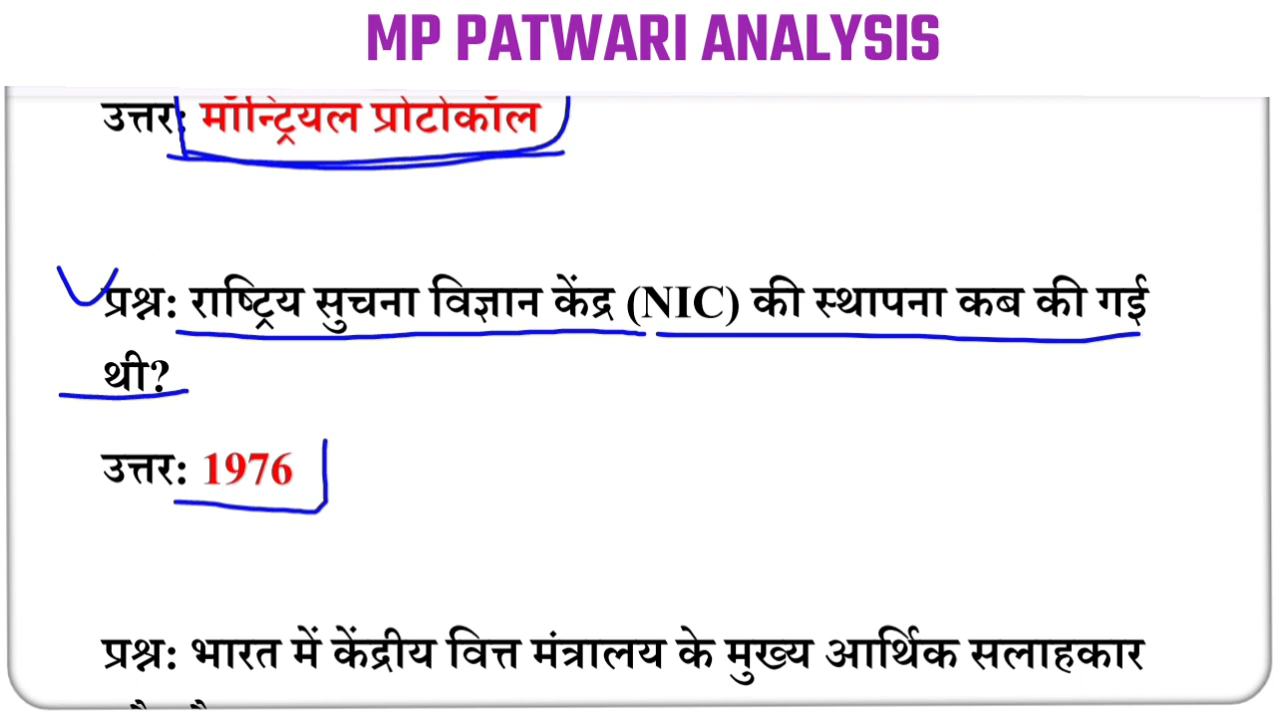 MP PATWARI ANALYSIS
उत्तर: मॉन्ट्रियल प्रोटोकॉल
प्रश्न: राष्ट्रिय सुचना विज्ञान केंद्र (NIC) की स्थापना कब की गई
थी?
उत्तर: 1976
प्रश्न: भारत में केंद्रीय वित्त मंत्रालय के मुख्य आर्थिक सलाहकार